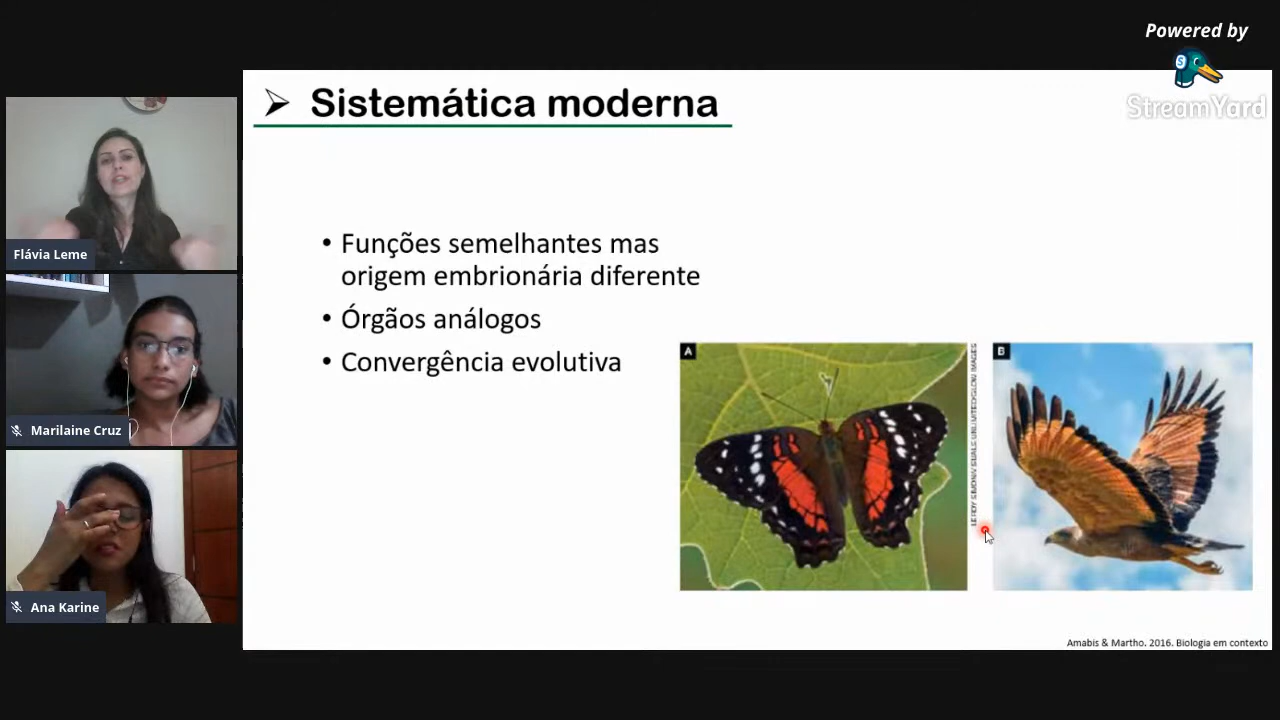 Powered by
StreamYard
➢ Sistemática moderna
• Funções semelhantes mas
origem embrionária diferente
• Órgãos análogos
• Convergência evolutiva
A
B
Amabis & Martho. 2016. Biologia em contexto
Flávia Leme
Marilaine Cruz
Ana Karine